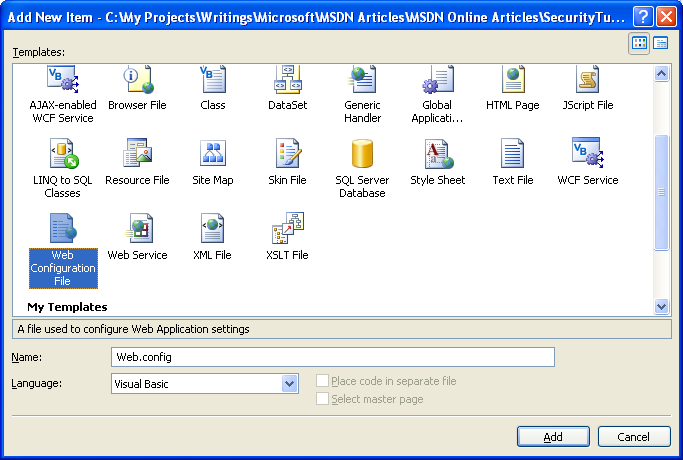 Add New Item - C:\My Projects\Writings\Microsoft\MSDN Articles\MSDN Online Articles\SecurityTu...
Templates:
AJAX-enabled WCF Service
Browser File
Class
DataSet
Generic Handler
Global Applicati...
HTML Page
JScript File
LINQ to SQL Classes
Resource File
Site Map
Skin File
SQL Server Database
Style Sheet
Text File
WCF Service
Web Configuration File
Web Service
XML File
XSLT File
My Templates
A file used to configure Web Application settings
Name:
Web.config
Language:
Visual Basic
Place code in separate file
Select master page
Add
Cancel